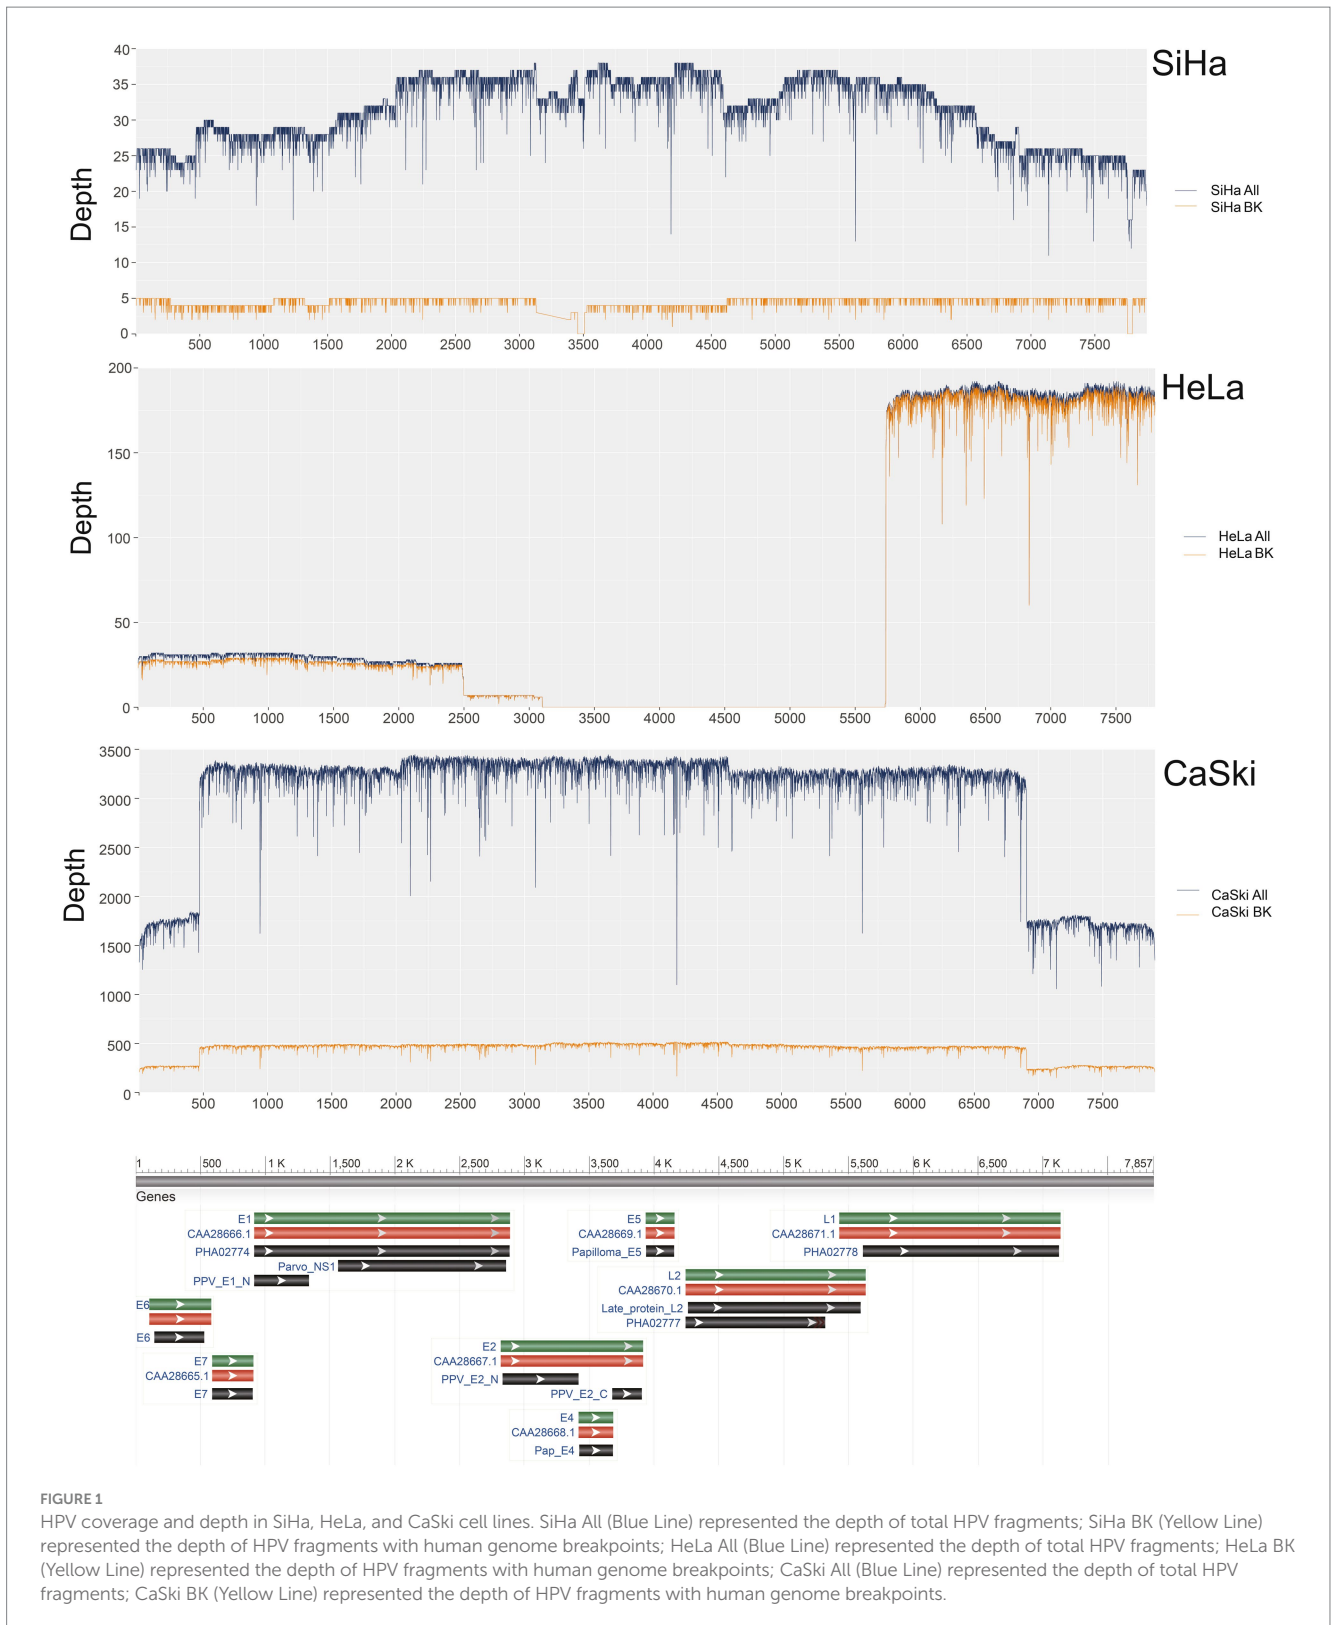 SiHa
Depth
40
35
30
25
20
15
10
5
0
500 1000 1500 2000 2500 3000 3500 4000 4500 5000 5500 6000 6500 7000 7500
SiHa All
SiHa BK
HeLa
Depth
200
150
100
50
0
500 1000 1500 2000 2500 3000 3500 4000 4500 5000 5500 6000 6500 7000 7500
HeLa All
HeLa BK
CaSki
Depth
3500
3000
2500
2000
1500
1000
500
0
500 1000 1500 2000 2500 3000 3500 4000 4500 5000 5500 6000 6500 7000 7500
CaSki All
CaSki BK
1 500 1 K 1,500 2 K 2,500 3 K 3,500 4 K 4,500 5 K 5,500 6 K 6,500 7 K 7,857
Genes
E1 E5 L1
CAA28666.1 CAA28669.1 CAA28671.1
PHA02774 Papilloma_E5 PHA02778
Parvo_NS1
PPV_E1_N
L2
CAA28670.1
E6 Late_protein_L2
PHA02777
E6
E2
E7 CAA28667.1
CAA28665.1 PPV_E2_N
E7 PPV_E2_C
E4
CAA28668.1
Pap_E4
FIGURE 1
HPV coverage and depth in SiHa, HeLa, and CaSki cell lines. SiHa All (Blue Line) represented the depth of total HPV fragments; SiHa BK (Yellow Line)
represented the depth of HPV fragments with human genome breakpoints; HeLa All (Blue Line) represented the depth of total HPV fragments; HeLa BK
(Yellow Line) represented the depth of HPV fragments with human genome breakpoints; CaSki All (Blue Line) represented the depth of total HPV
fragments; CaSki BK (Yellow Line) represented the depth of HPV fragments with human genome breakpoints.